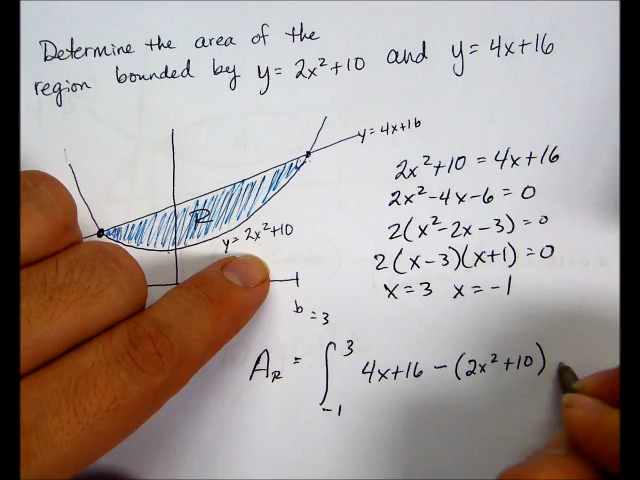 Determine the area of the
region bounded by y = 2x²+10 and y = 4x+16
y = 4x+16
R
y = 2x²+10
b = 3
2x²+10 = 4x+16
2x²-4x-6 = 0
2(x²-2x-3) = 0
2(x-3)(x+1) = 0
x = 3 x = -1
A_R = ∫_{-1}^{3} 4x+16 - (2x²+10)